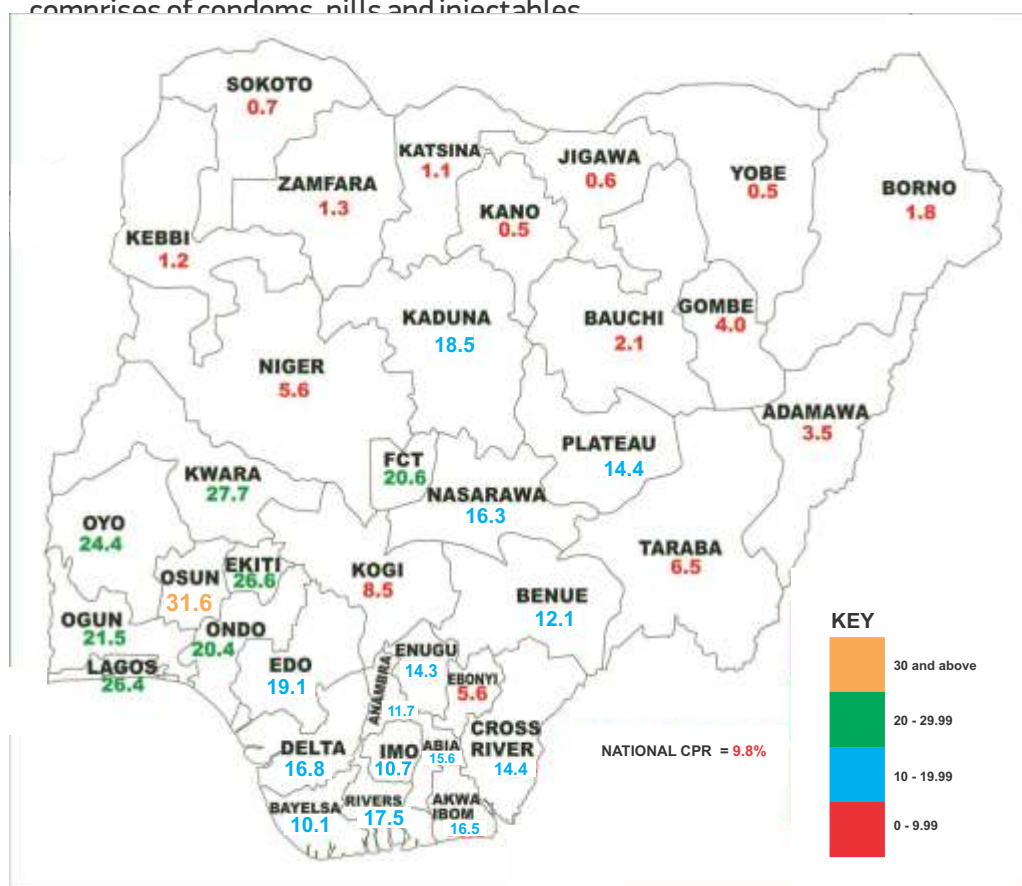 comprises of condoms, pills and injectables
SOKOTO
0.7
KATSINA
1.1
JIGAWA
0.6
YOBE
0.5
BORNO
1.8
ZAMFARA
1.3
KANO
0.5
KEBBI
1.2
KADUNA
18.5
BAUCHI
2.1
GOMBE
4.0
NIGER
5.6
ADAMAWA
3.5
PLATEAU
14.4
FCT
20.6
KWARA
27.7
NASARAWA
16.3
OYO
24.4
TARABA
6.5
OSUN
31.6
EKITI
26.6
KOGI
8.5
BENUE
12.1
OGUN
21.5
ONDO
20.4
LAGOS
26.4
EDO
19.1
ANAMBRA
11.7
ENUGU
14.3
EBONYI
5.6
CROSS
RIVER
14.4
DELTA
16.8
IMO
10.7
ABIA
15.6
BAYELSA
10.1
RIVERS
17.5
AKWA
IBOM
16.5
NATIONAL CPR = 9.8%
KEY
30 and above
20 - 29.99
10 - 19.99
0 - 9.99